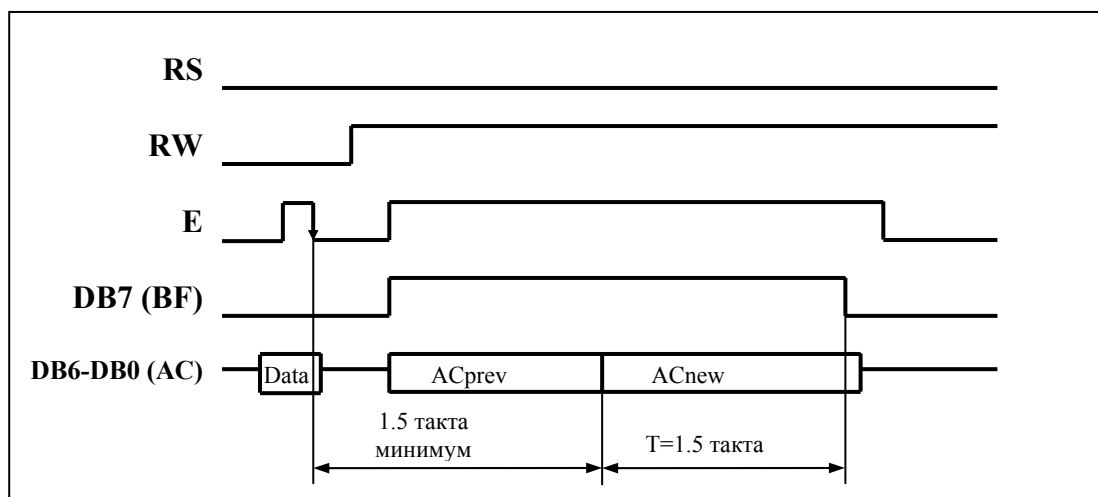 RS
RW
E
DB7 (BF)
DB6-DB0 (AC)
Data
ACprev
ACnew
1.5 такта
минимум
T=1.5 такта